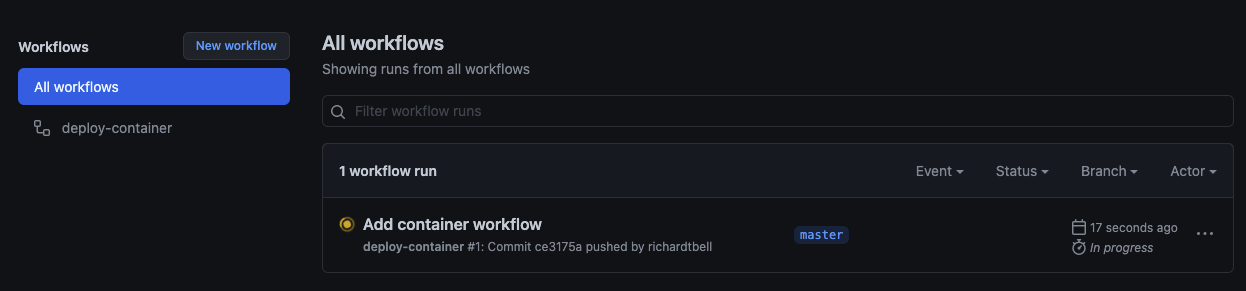 Workflows
New workflow
All workflows
deploy-container
All workflows
Showing runs from all workflows
Filter workflow runs
1 workflow run
Event
Status
Branch
Actor
Add container workflow
deploy-container #1: Commit ce3175a pushed by richardtbell
master
17 seconds ago
In progress